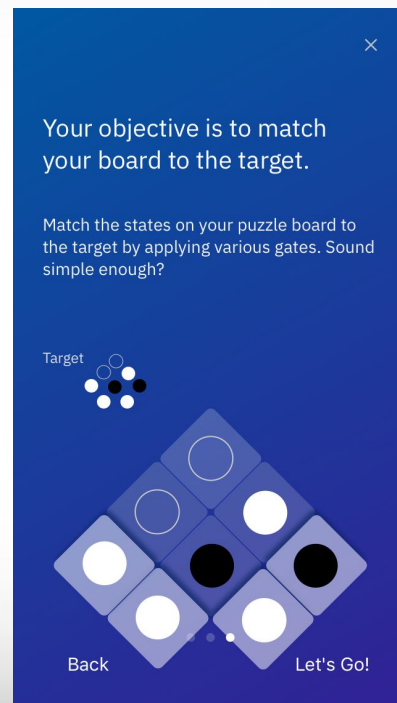 Your objective is to match
your board to the target.
Match the states on your puzzle board to
the target by applying various gates. Sound
simple enough?
Target
Back
Let's Go!